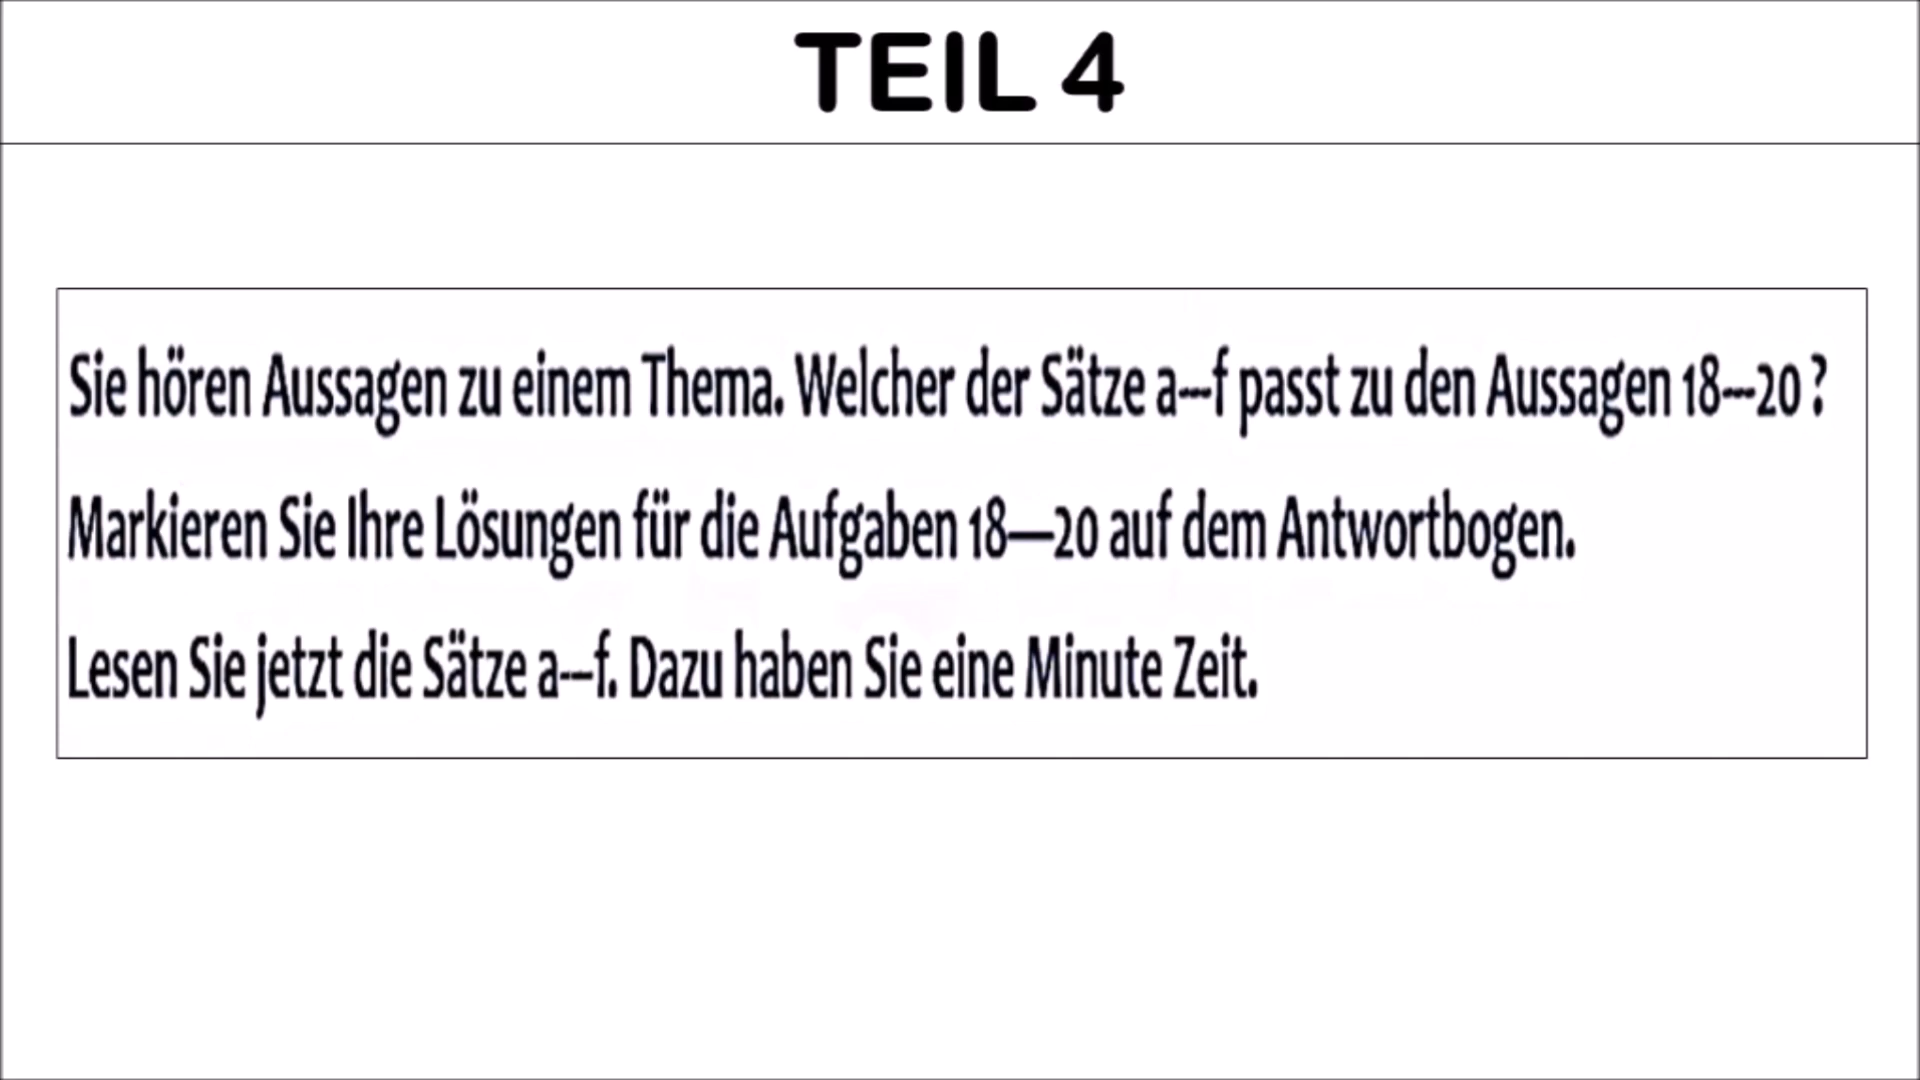 TEIL 4
Sie hören Aussagen zu einem Thema. Welcher der Sätze a---f passt zu den Aussagen 18---20 ?
Markieren Sie Ihre Lösungen für die Aufgaben 18—20 auf dem Antwortbogen.
Lesen Sie jetzt die Sätze a---f. Dazu haben Sie eine Minute Zeit.